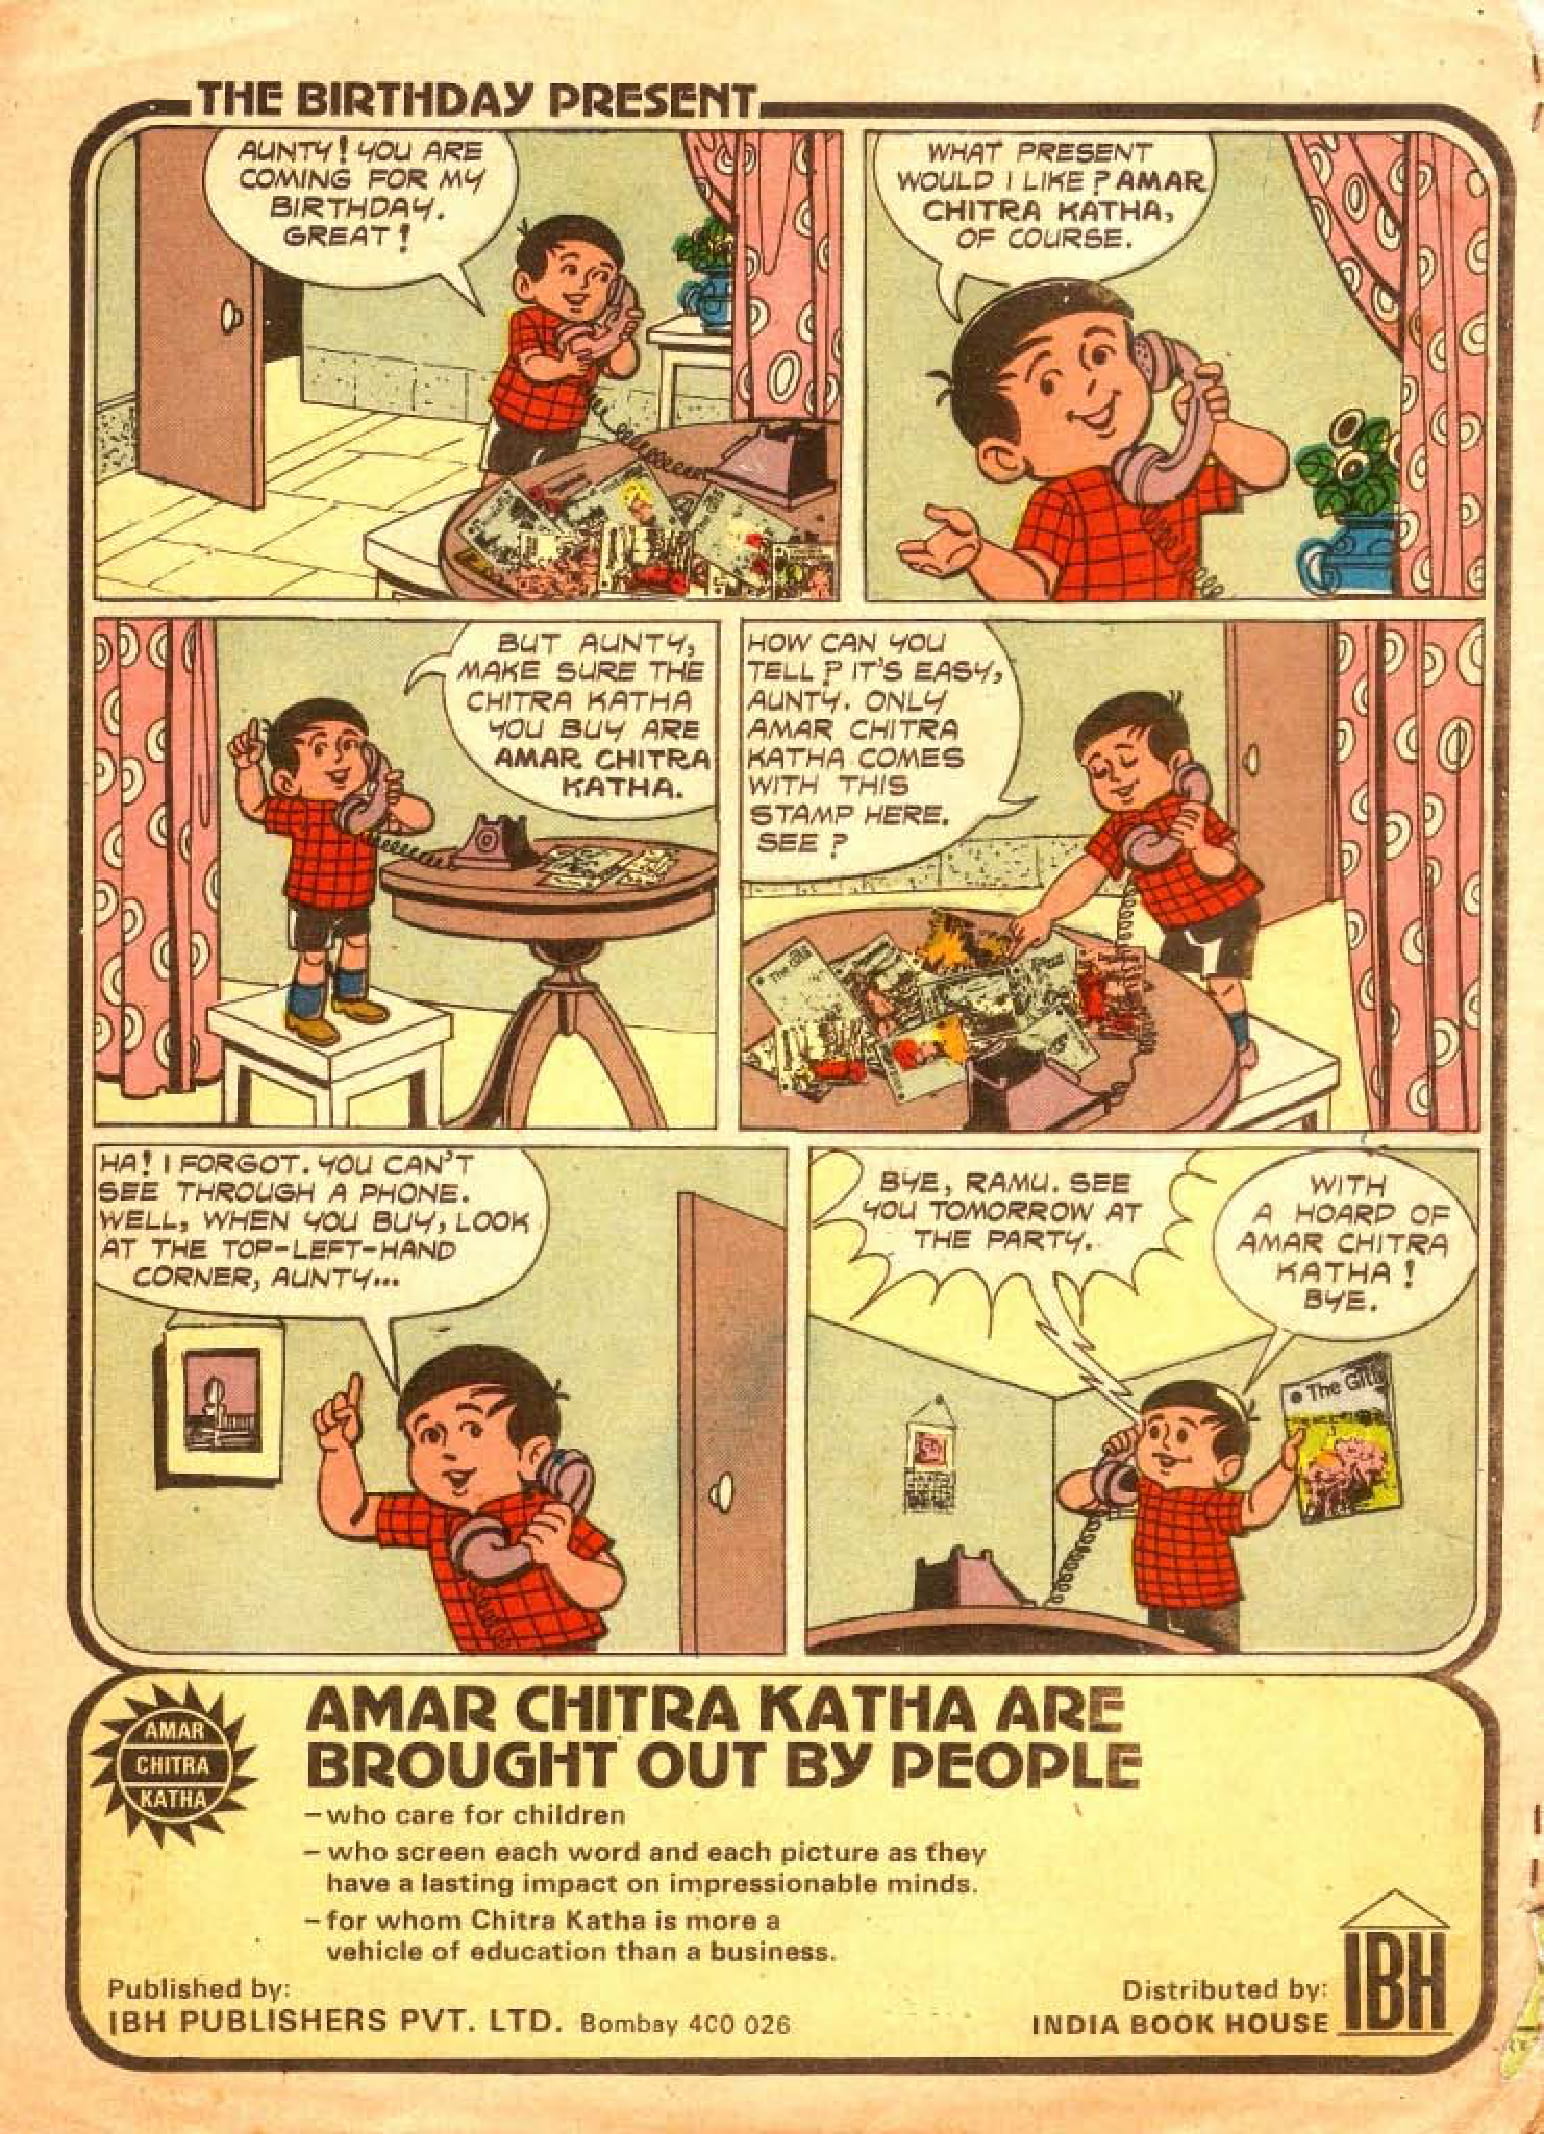 THE BIRTHDAY PRESENT
AUNTY! YOU ARE
COMING FOR MY
BIRTHDAY.
GREAT!
WHAT PRESENT
WOULD I LIKE? AMAR
CHITRA KATHA,
OF COURSE.
BUT AUNTY,
MAKE SURE THE
CHITRA KATHA
YOU BUY ARE
AMAR CHITRA
KATHA.
HOW CAN YOU
TELL? IT'S EASY,
AUNTY. ONLY
AMAR CHITRA
KATHA COMES
WITH THIS
STAMP HERE.
SEE?
The Gita
HA! I FORGOT. YOU CAN'T
SEE THROUGH A PHONE.
WELL, WHEN YOU BUY, LOOK
AT THE TOP-LEFT-HAND
CORNER, AUNTY...
BYE, RAMU. SEE
YOU TOMORROW AT
THE PARTY.
WITH
A HOARD OF
AMAR CHITRA
KATHA!
BYE.
The Gita
AMAR
CHITRA
KATHA
AMAR CHITRA KATHA ARE
BROUGHT OUT BY PEOPLE
—who care for children
— who screen each word and each picture as they
have a lasting impact on impressionable minds.
—for whom Chitra Katha is more a
vehicle of education than a business.
Published by:
IBH PUBLISHERS PVT. LTD. Bombay 400 026
Distributed by:
INDIA BOOK HOUSE
IBH